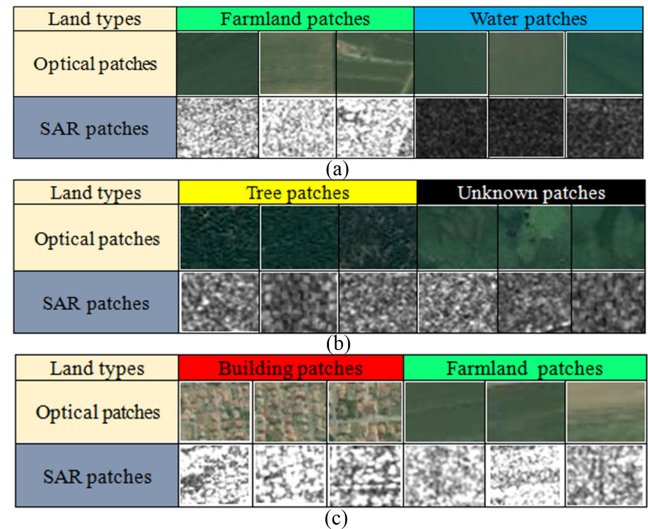 Land types Farmland patches Water patches
Optical patches
SAR patches
(a)
Land types Tree patches Unknown patches
Optical patches
SAR patches
(b)
Land types Building patches Farmland patches
Optical patches
SAR patches
(c)